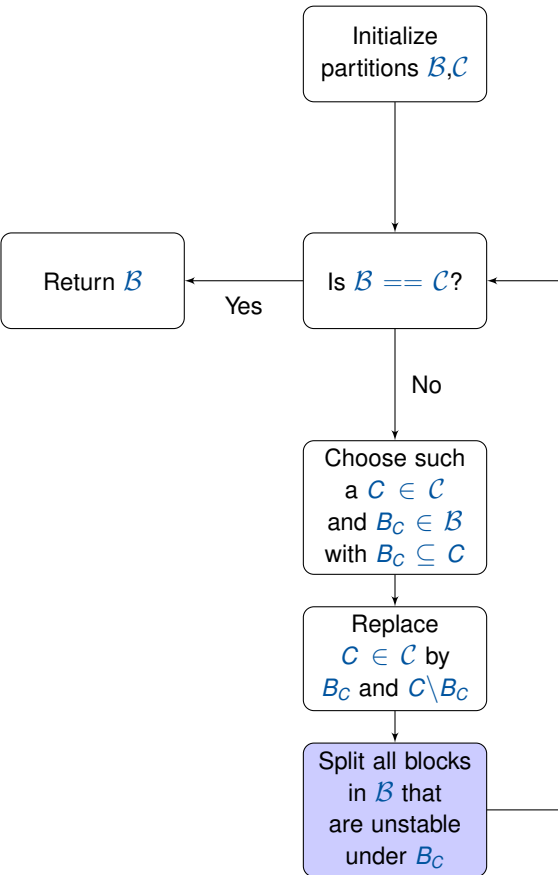 Initialize
partitions ℬ,𝒞
Return ℬ
Is ℬ == 𝒞?
Yes
No
Choose such
a C ∈ 𝒞
and B_C ∈ ℬ
with B_C ⊆ C
Replace
C ∈ 𝒞 by
B_C and C\B_C
Split all blocks
in ℬ that
are unstable
under B_C